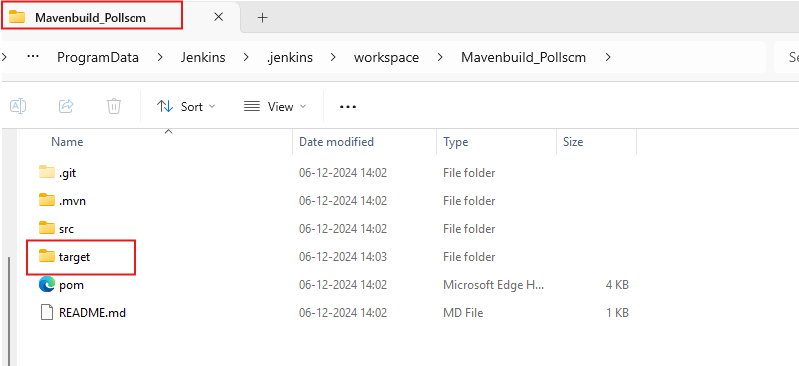 Mavenbuild_Pollscm
ProgramData Jenkins .jenkins workspace Mavenbuild_Pollscm Se
Sort View
Name Date modified Type Size
.git 06-12-2024 14:02 File folder
.mvn 06-12-2024 14:02 File folder
src 06-12-2024 14:02 File folder
target 06-12-2024 14:03 File folder
pom 06-12-2024 14:02 Microsoft Edge H... 4 KB
README.md 06-12-2024 14:02 MD File 1 KB